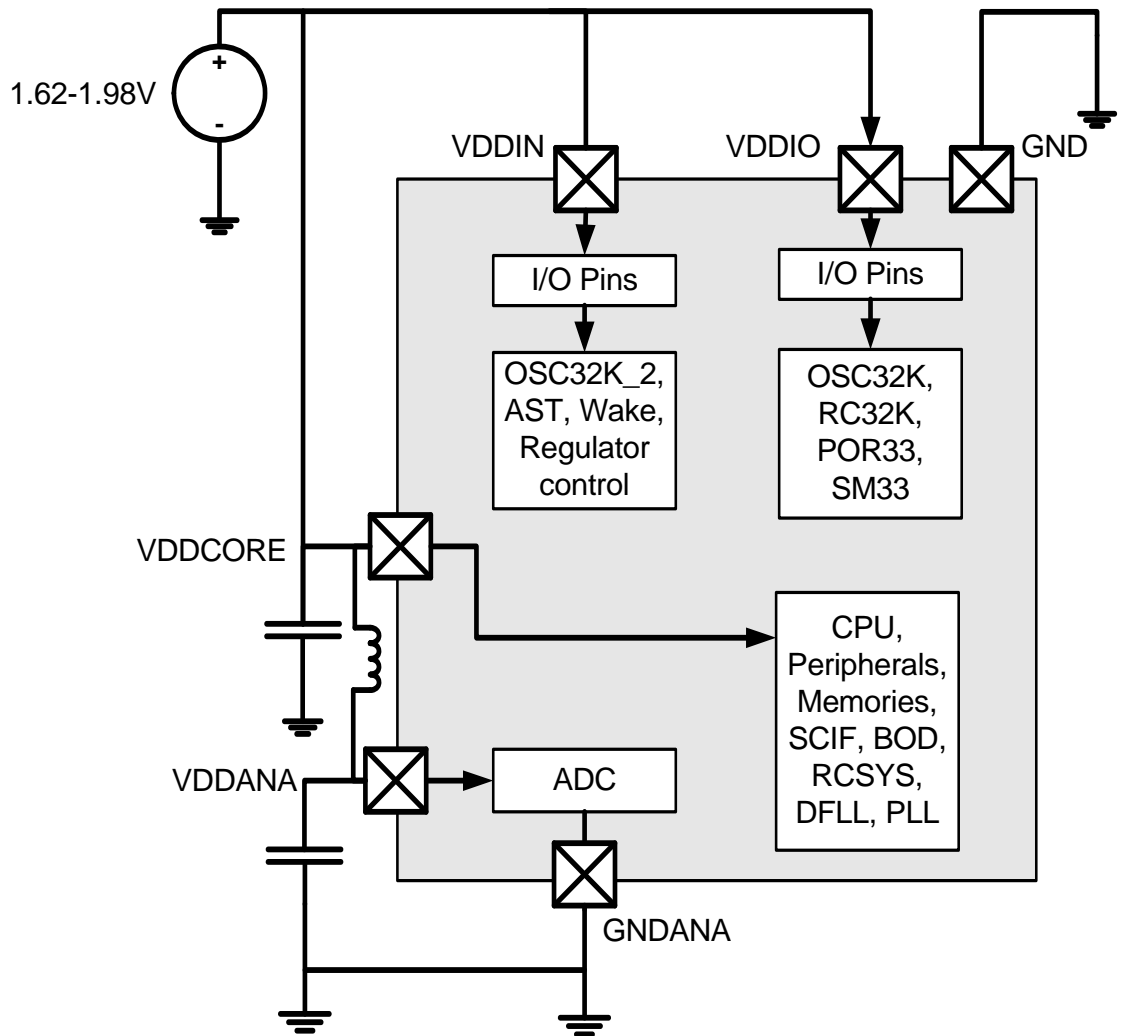 +
1.62-1.98V
-
VDDIN
VDDIO
GND
I/O Pins
I/O Pins
OSC32K_2,
AST, Wake,
Regulator
control
OSC32K,
RC32K,
POR33,
SM33
VDDCORE
CPU,
Peripherals,
Memories,
SCIF, BOD,
RCSYS,
DFLL, PLL
VDDANA
ADC
GNDANA